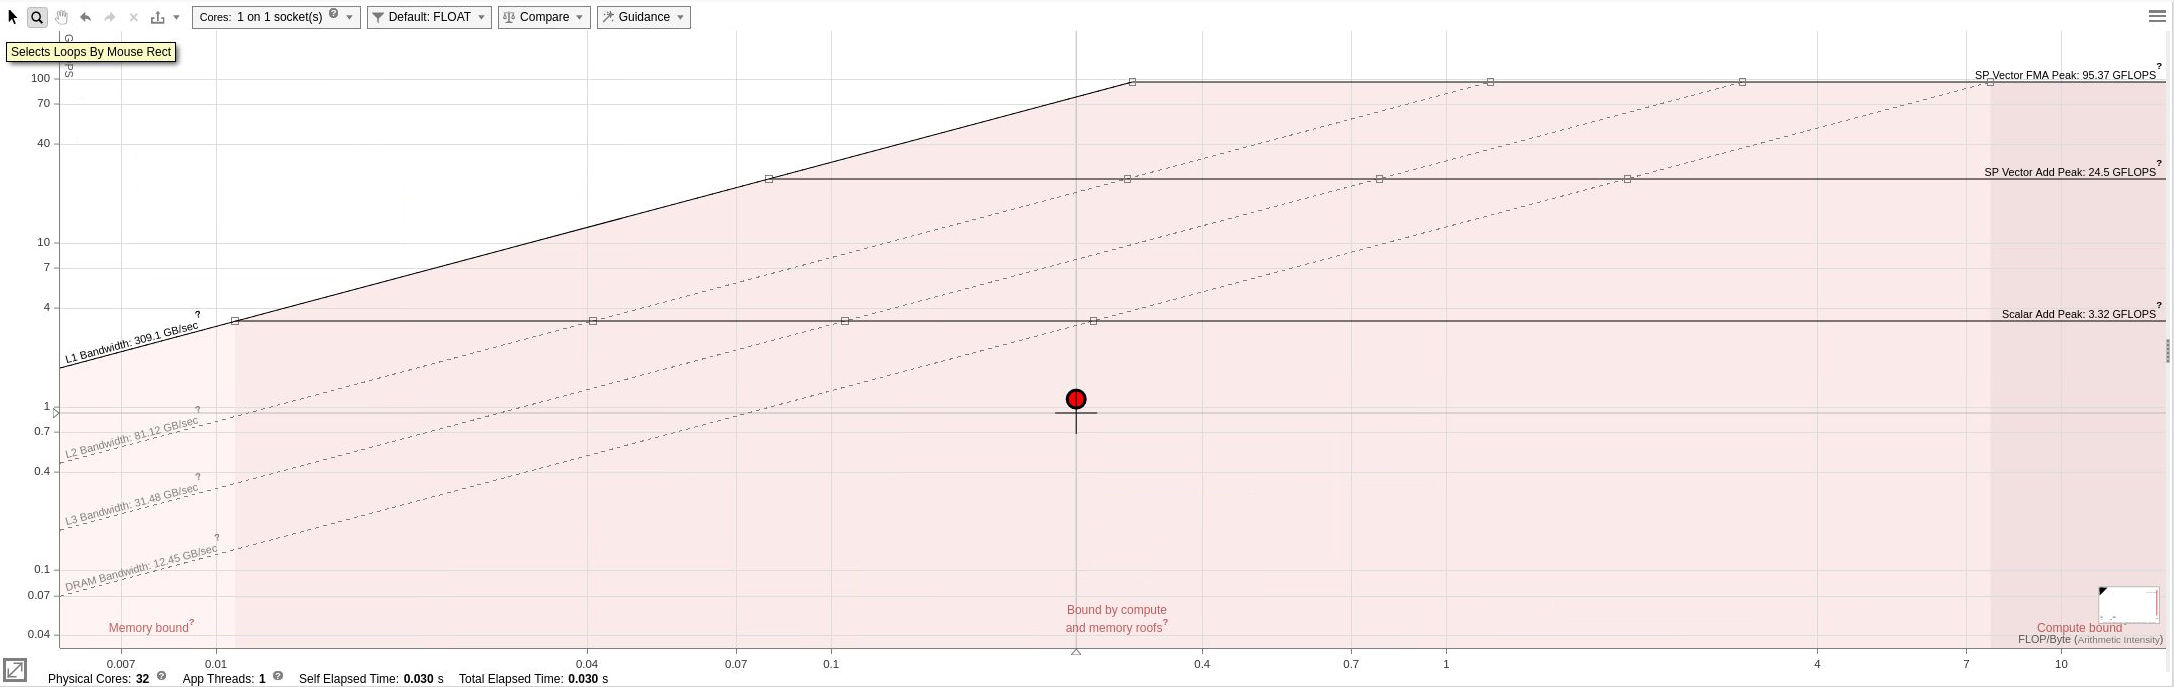 Cores: 1 on 1 socket(s) ?
Default: FLOAT
Compare
Guidance
Selects Loops By Mouse Rect
100
70
40
10
7
4
1
0.7
0.4
0.1
0.07
0.04
SP Vector FMA Peak: 95.37 GFLOPS ?
SP Vector Add Peak: 24.5 GFLOPS ?
Scalar Add Peak: 3.32 GFLOPS ?
L1 Bandwidth: 309.1 GB/sec ?
L2 Bandwidth: 81.12 GB/sec ?
L3 Bandwidth: 31.48 GB/sec ?
DRAM Bandwidth: 12.45 GB/sec ?
Memory bound ?
Bound by compute
and memory roofs ?
Compute bound
FLOP/Byte (Arithmetic Intensity)
0.007
0.01
0.04
0.07
0.1
0.4
0.7
1
4
7
10
Physical Cores: 32 ? App Threads: 1 ? Self Elapsed Time: 0.030 s Total Elapsed Time: 0.030 s